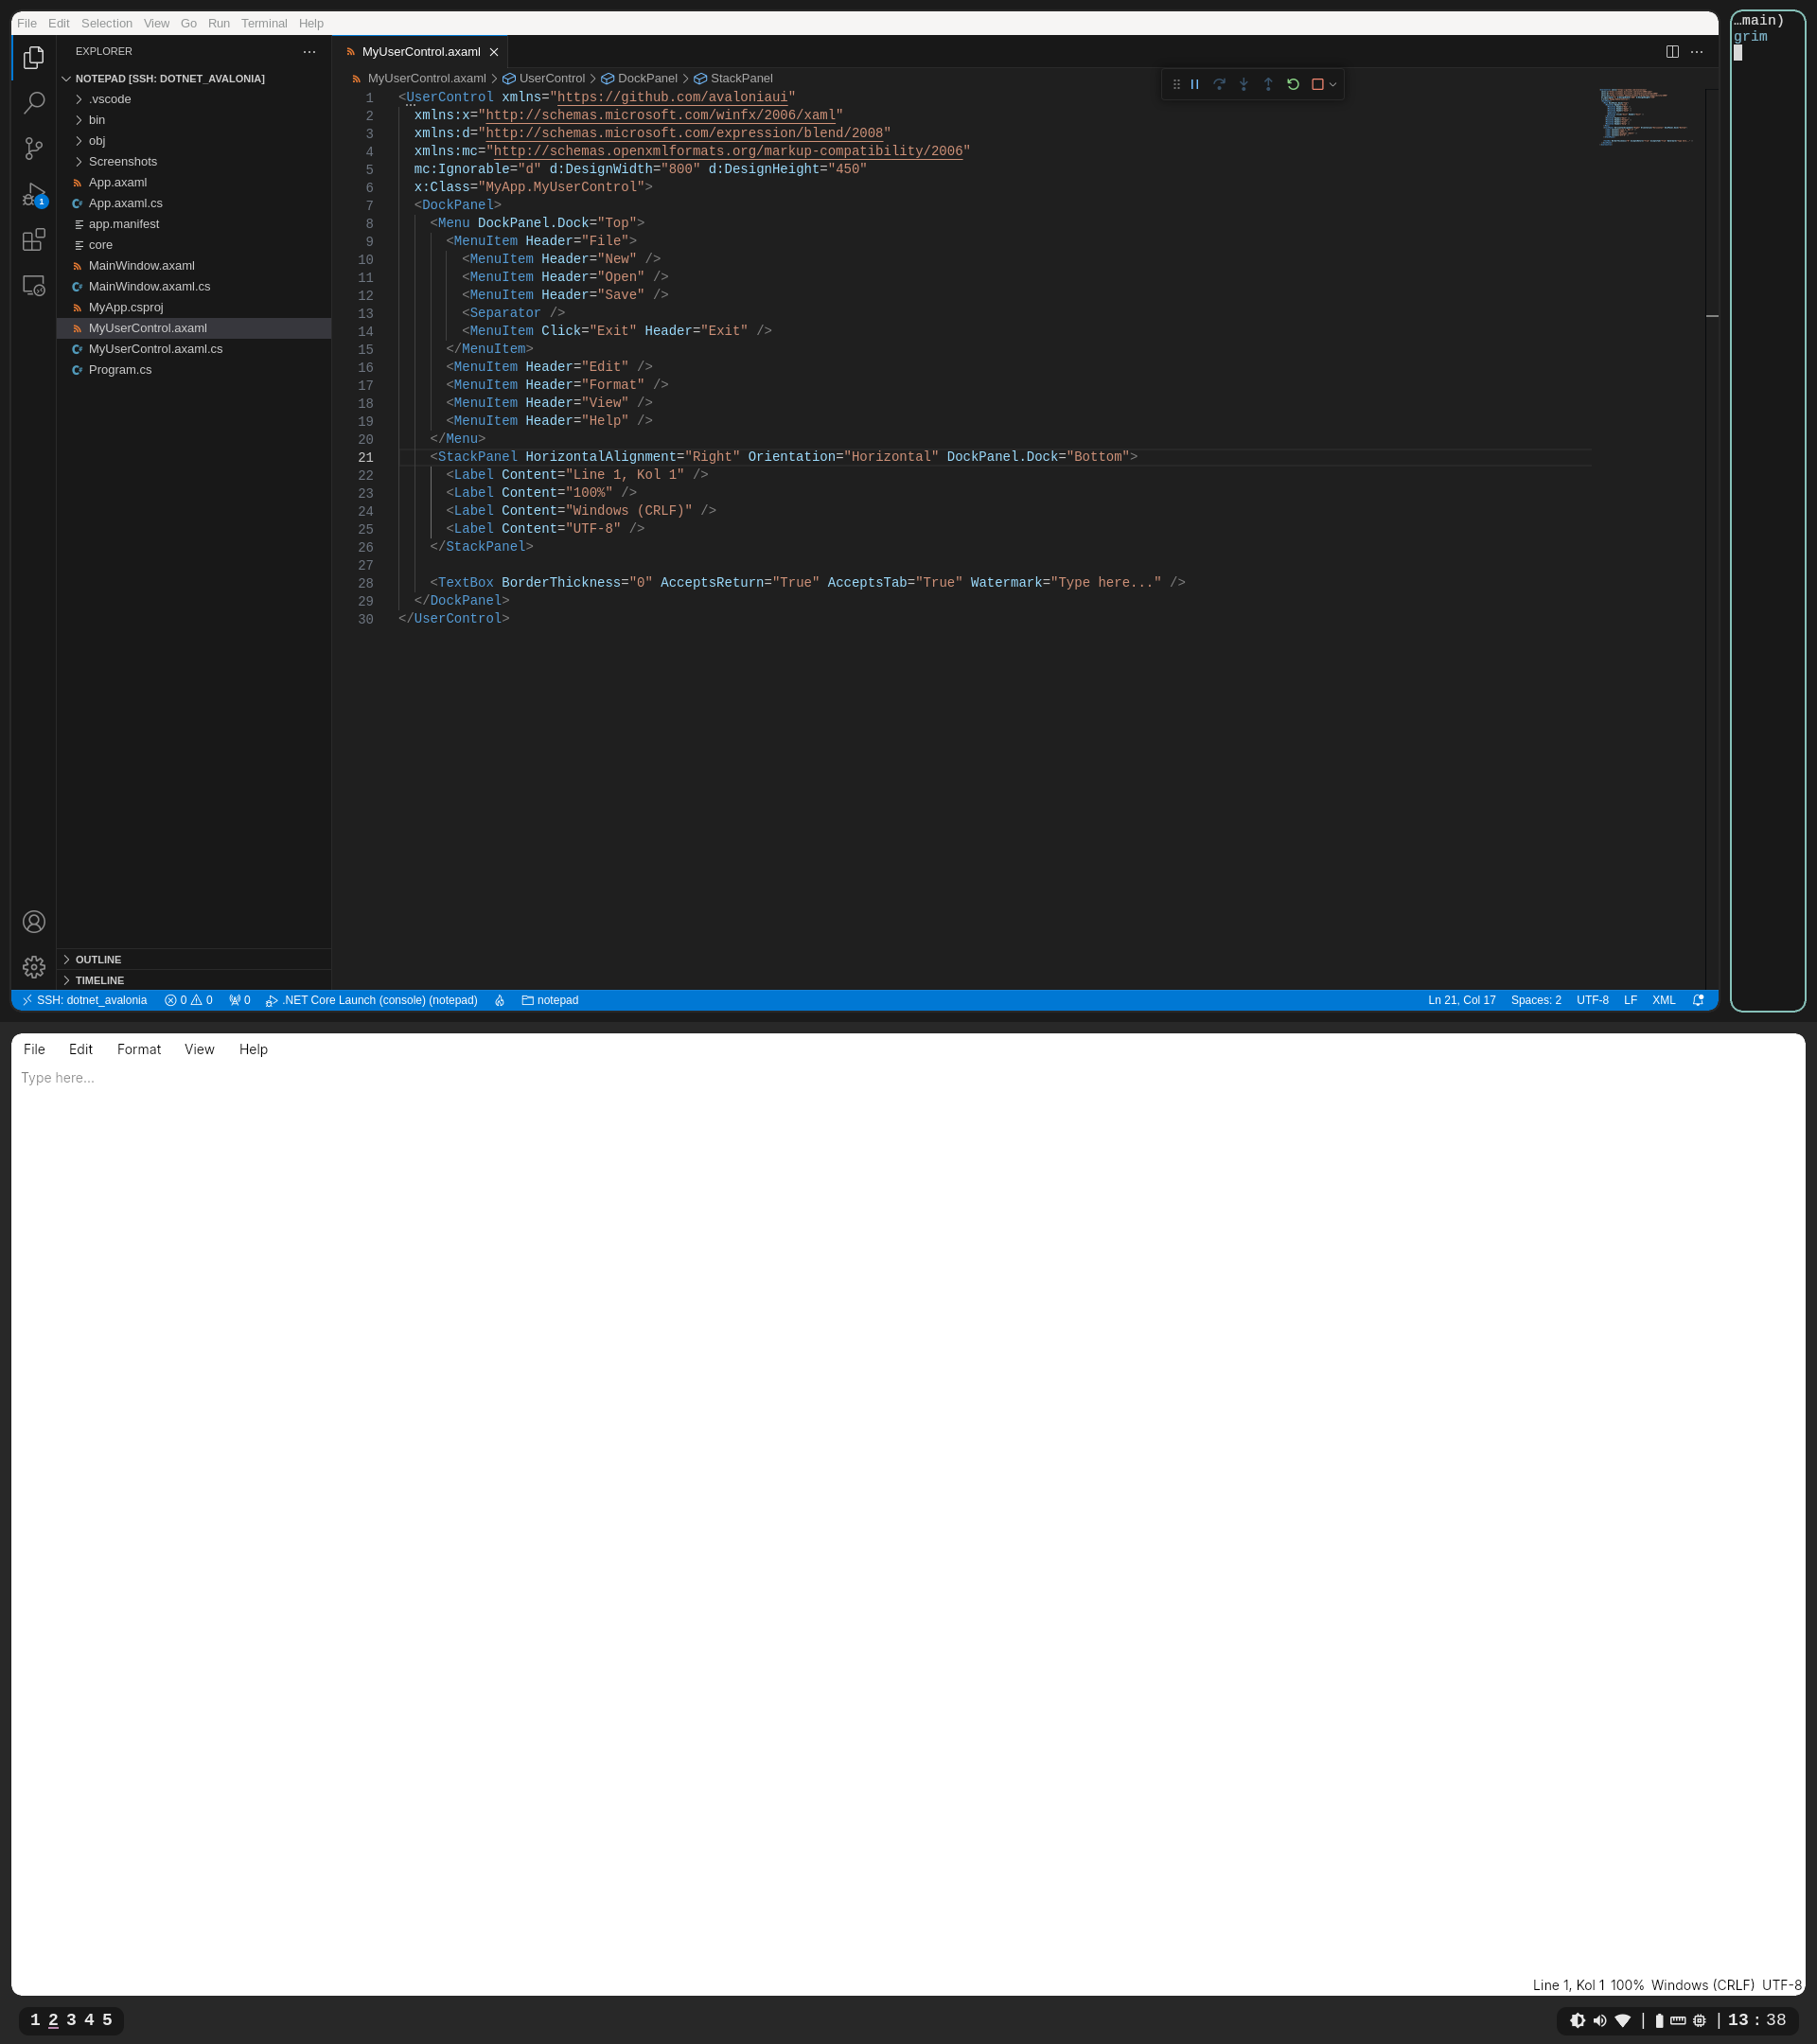 File Edit Selection View Go Run Terminal Help
…main)
grim
EXPLORER
MyUserControl.axaml
NOTEPAD [SSH: DOTNET_AVALONIA]
.vscode
bin
obj
Screenshots
App.axaml
App.axaml.cs
app.manifest
core
MainWindow.axaml
MainWindow.axaml.cs
MyApp.csproj
MyUserControl.axaml
MyUserControl.axaml.cs
Program.cs
1
OUTLINE
TIMELINE
MyUserControl.axaml > UserControl > DockPanel > StackPanel
1 <UserControl xmlns="https://github.com/avaloniaui"
2 xmlns:x="http://schemas.microsoft.com/winfx/2006/xaml"
3 xmlns:d="http://schemas.microsoft.com/expression/blend/2008"
4 xmlns:mc="http://schemas.openxmlformats.org/markup-compatibility/2006"
5 mc:Ignorable="d" d:DesignWidth="800" d:DesignHeight="450"
6 x:Class="MyApp.MyUserControl">
7 <DockPanel>
8 <Menu DockPanel.Dock="Top">
9 <MenuItem Header="File">
10 <MenuItem Header="New" />
11 <MenuItem Header="Open" />
12 <MenuItem Header="Save" />
13 <Separator />
14 <MenuItem Click="Exit" Header="Exit" />
15 </MenuItem>
16 <MenuItem Header="Edit" />
17 <MenuItem Header="Format" />
18 <MenuItem Header="View" />
19 <MenuItem Header="Help" />
20 </Menu>
21 <StackPanel HorizontalAlignment="Right" Orientation="Horizontal" DockPanel.Dock="Bottom">
22 <Label Content="Line 1, Kol 1" />
23 <Label Content="100%" />
24 <Label Content="Windows (CRLF)" />
25 <Label Content="UTF-8" />
26 </StackPanel>
27
28 <TextBox BorderThickness="0" AcceptsReturn="True" AcceptsTab="True" Watermark="Type here..." />
29 </DockPanel>
30 </UserControl>
SSH: dotnet_avalonia 0 0 0 .NET Core Launch (console) (notepad) notepad Ln 21, Col 17 Spaces: 2 UTF-8 LF XML
File Edit Format View Help
Type here...
Line 1, Kol 1 100% Windows (CRLF) UTF-8
1 2 3 4 5 | | 13 : 38